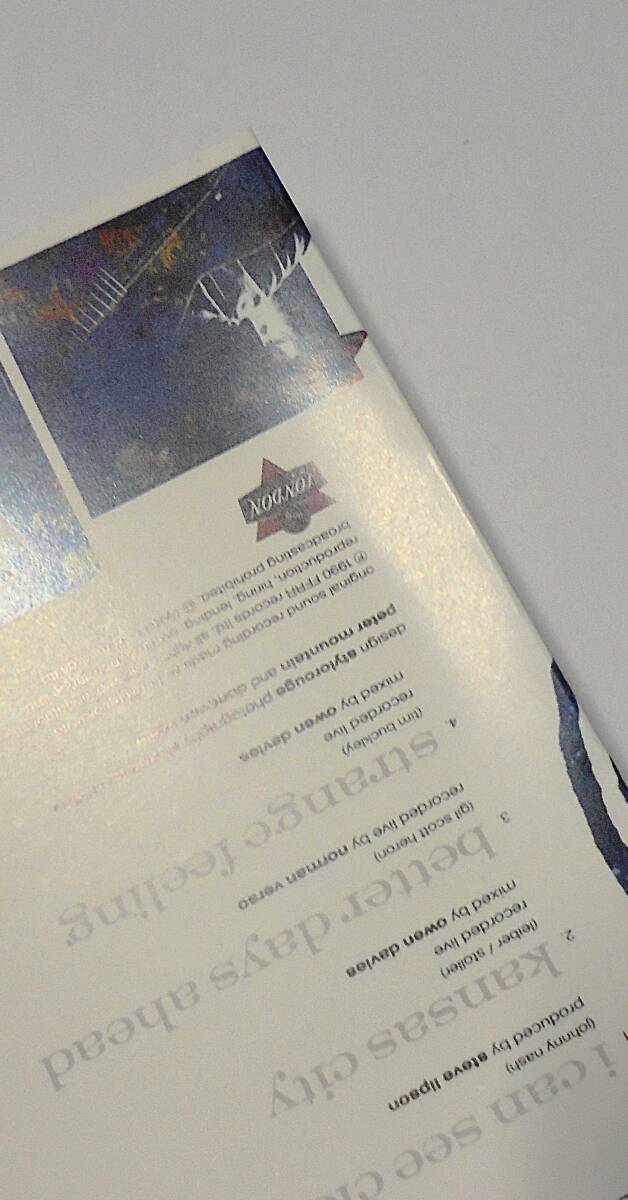 i can see
(johnny nash)
produced by steve lipson
2. kansas city
(leiber / stoller)
recorded live
mixed by owen davies
3. better days ahead
(gil scott heron)
recorded live by norman verso
4. strange feeling
(tim buckley)
recorded live
mixed by owen davies
design stylorouge photography
peter mountain and
original sound recording made
℗ 1990 FFRR records ltd. all
reproduction, hiring, lending,
broadcasting prohibited. ©
LONDON